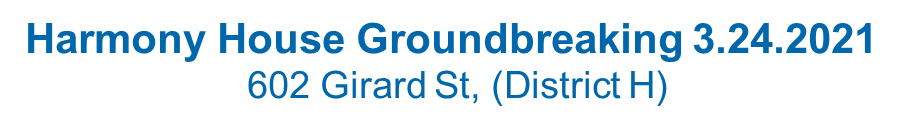 Harmony House Groundbreaking 3.24.2021
602 Girard St, (District H)